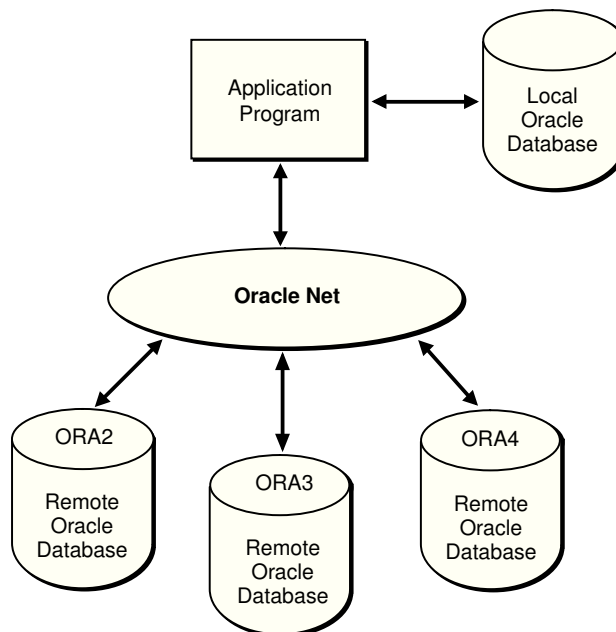 Application
Program
Local
Oracle
Database
Oracle Net
ORA2
Remote
Oracle
Database
ORA3
Remote
Oracle
Database
ORA4
Remote
Oracle
Database